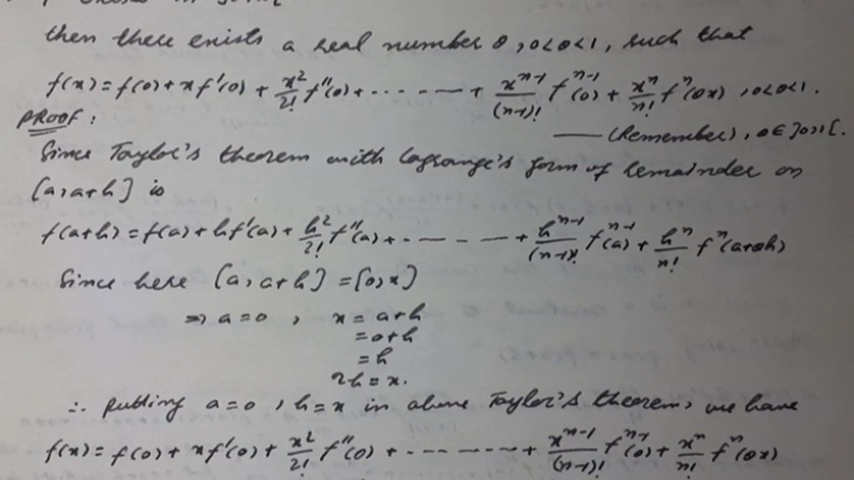 then there exists a real number θ, 0<θ<1, such that
f(x) = f(0) + xf'(0) + x²/2! f''(0) + ........ + xⁿ⁻¹/(n-1)! fⁿ⁻¹(0) + xⁿ/n! fⁿ(θx), 0<θ<1.
PROOF:
—— (Remember), θ∈]0,1[.
Since Taylor's theorem with Lagrange's form of remainder on
[a,a+h] is
f(a+h) = f(a) + hf'(a) + h²/2! f''(a) + .-- - - — + hⁿ⁻¹/(n-1)! fⁿ⁻¹(a) + hⁿ/n! fⁿ(a+θh)
Since here [a, a+h] = [0,x]
⇒ a=0, x = a+h
= 0+h
= h
h = x.
∴ putting a=0, h=x in above Taylor's theorem, we have
f(x) = f(0) + xf'(0) + x²/2! f''(0) + ........ + xⁿ⁻¹/(n-1)! fⁿ⁻¹(0) + xⁿ/n! fⁿ(θx)